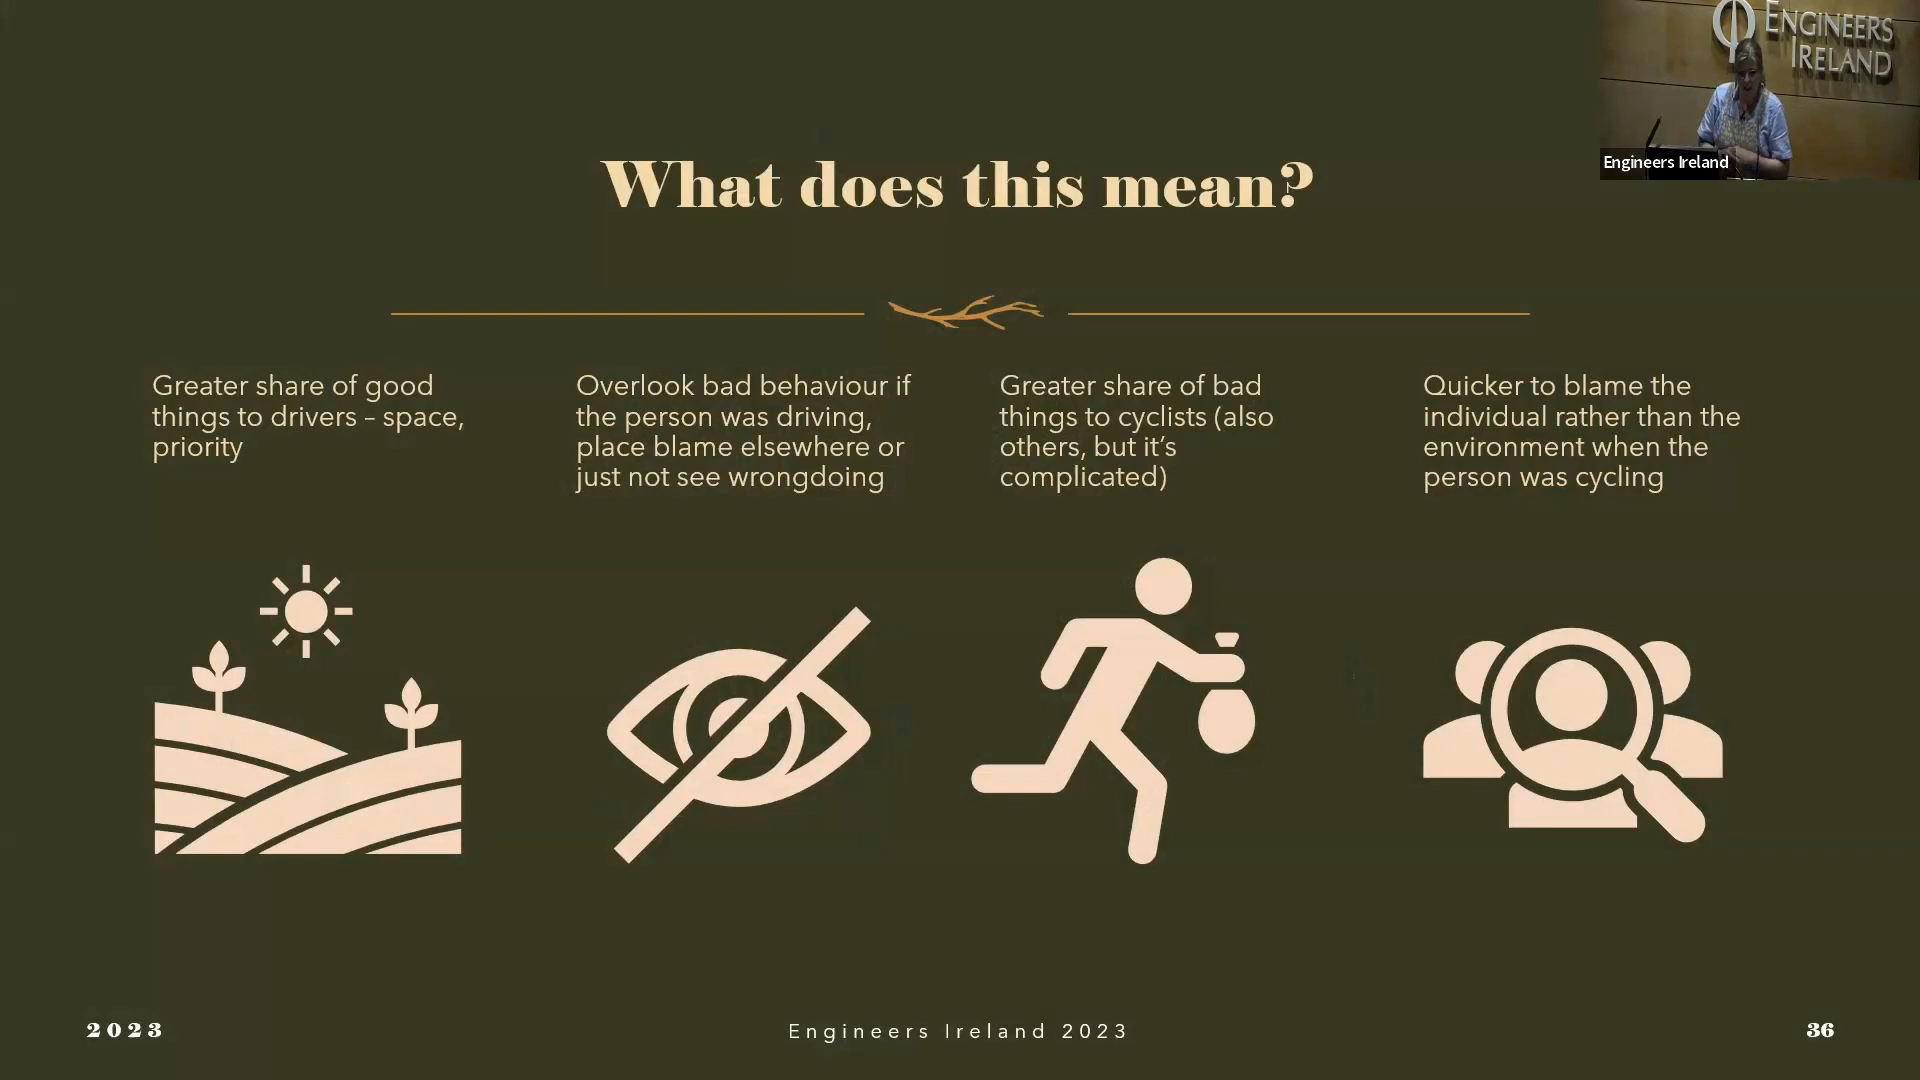 ENGINEERS
IRELAND
Engineers Ireland
What does this mean?
Greater share of good
things to drivers – space,
priority
Overlook bad behaviour if
the person was driving,
place blame elsewhere or
just not see wrongdoing
Greater share of bad
things to cyclists (also
others, but it’s
complicated)
Quicker to blame the
individual rather than the
environment when the
person was cycling
2023
Engineers Ireland 2023
36